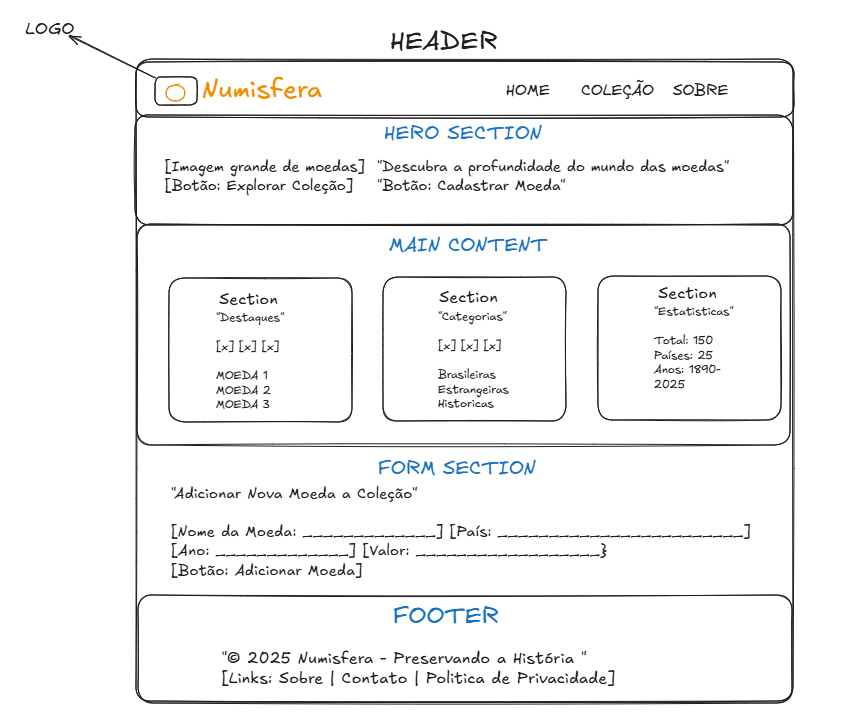 LOGO
HEADER
Numisfera HOME COLEÇÃO SOBRE
HERO SECTION
[Imagem grande de moedas] "Descubra a profundidade do mundo das moedas"
[Botão: Explorar Coleção] "Botão: Cadastrar Moeda"
MAIN CONTENT
Section
"Destaques"
[x] [x] [x]
MOEDA 1
MOEDA 2
MOEDA 3
Section
"Categorias"
[x] [x] [x]
Brasileiras
Estrangeiras
Historicas
Section
"Estatisticas"
Total: 150
Países: 25
Anos: 1890-
2025
FORM SECTION
"Adicionar Nova Moeda a Coleção"
[Nome da Moeda: _____________] [País: ________________________]
[Ano: _____________] [Valor: __________________}
[Botão: Adicionar Moeda]
FOOTER
"© 2025 Numisfera - Preservando a História "
[Links: Sobre | Contato | Politica de Privacidade]